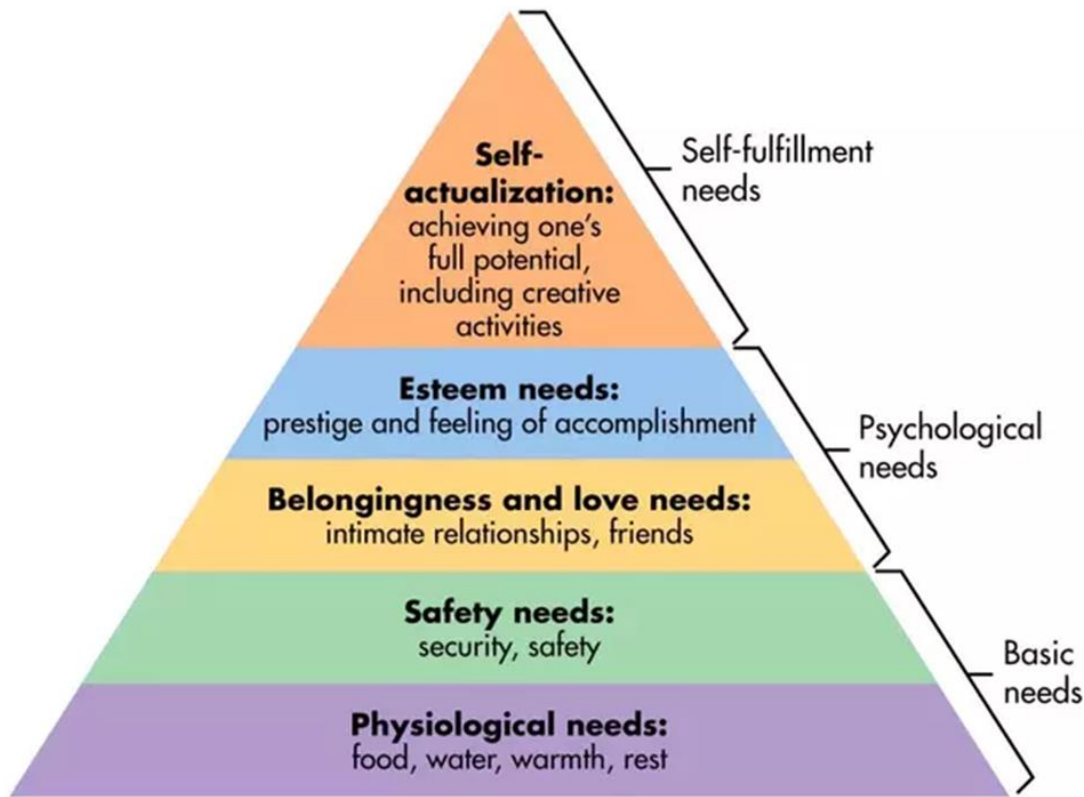 Self-
actualization:
achieving one's
full potential,
including creative
activities
Self-fulfillment
needs
Esteem needs:
prestige and feeling of accomplishment
Belongingness and love needs:
intimate relationships, friends
Psychological
needs
Safety needs:
security, safety
Physiological needs:
food, water, warmth, rest
Basic
needs